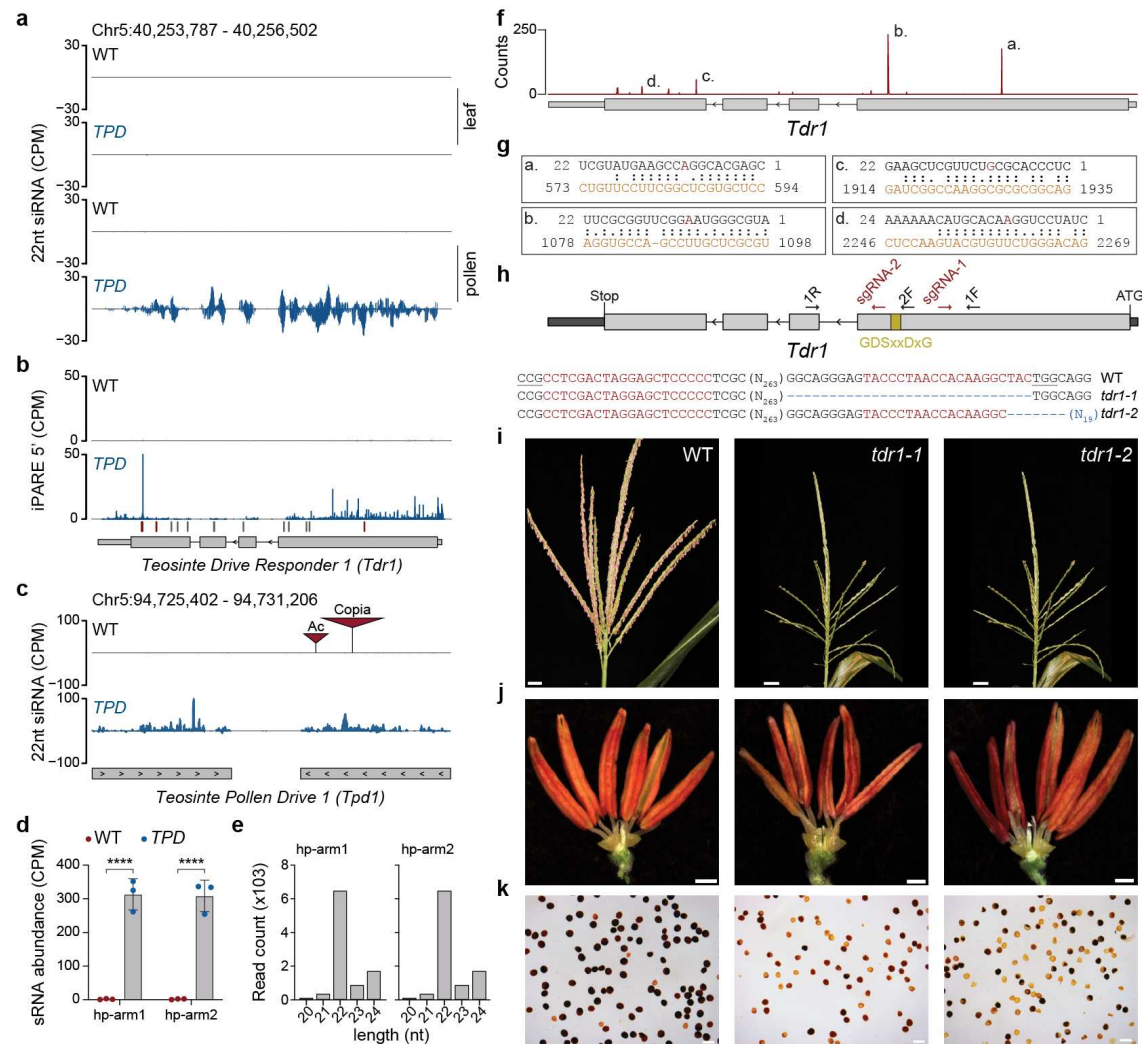 a
Chr5:40,253,787 - 40,256,502
22nt siRNA (CPM)
30
WT
−30
30
TPD
−30
leaf
30
WT
−30
30
TPD
−30
pollen
b
iPARE 5' (CPM)
50
WT
0
50
TPD
0
Teosinte Drive Responder 1 (Tdr1)
c
Chr5:94,725,402 - 94,731,206
22nt siRNA (CPM)
100
WT
Ac
Copia
−100
100
TPD
−100
Teosinte Pollen Drive 1 (Tpd1)
d
WT TPD
sRNA abundance (CPM)
400
300
200
100
0
**** ****
hp-arm1 hp-arm2
e
hp-arm1 hp-arm2
Read count (x103)
8
6
4
2
0
20 21 22 23 24 20 21 22 23 24
length (nt)
f
Counts
250
0
a.
b.
c.
d.
Tdr1
g
a. 22 UCGUAUGAAGCCAGGCACGAGC 1
573 CUGUUCCUUCGGCUCGUGCUCC 594
c. 22 GAAGCUCGUUCUGCGCACCCUC 1
1914 GAUCGGCCAAGGCGCGCGGCAG 1935
b. 22 UUCGCGGUUCGGAAUGGGCGUA 1
1078 AGGUGCCA-GCCUUGCUCGCGU 1098
d. 24 AAAAAACAUGCACAAGGUCCUAUC 1
2246 CUCCAAGUACGUGUUCUGGGACAG 2269
h
Stop
1R
sgRNA-2
2F
sgRNA-1
1F
ATG
Tdr1
GDSxxDxG
CCGCCTCGACTAGGAGCTCCCCCTCGC(N263)GGCAGGGAGTACCCTAACCACAAGGCTACTGGCAGG WT
CCGCCTCGACTAGGAGCTCCCCCTCGC(N263)-----------------------------TGGCAGG tdr1-1
CCGCCTCGACTAGGAGCTCCCCCTCGC(N263)GGCAGGGAGTACCCTAACCACAAGGC-------(N19) tdr1-2
i
WT
tdr1-1
tdr1-2
j
k